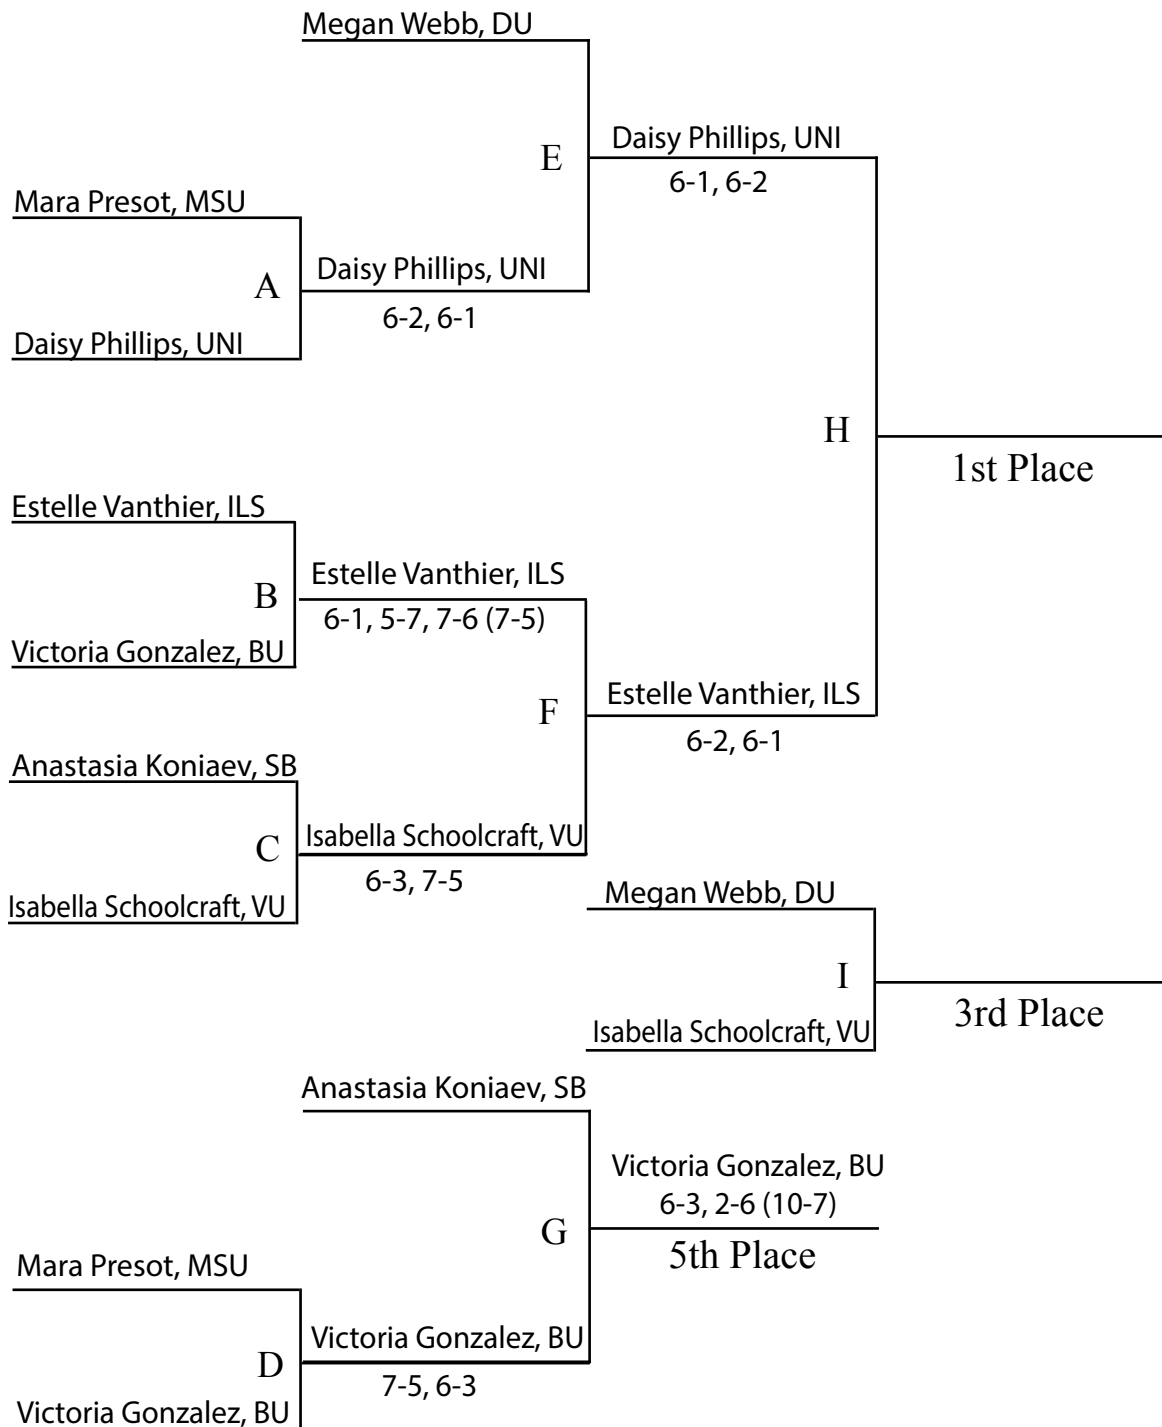 Megan Webb, DU
E
Daisy Phillips, UNI
6-1, 6-2
Mara Presot, MSU
A
Daisy Phillips, UNI
6-2, 6-1
Daisy Phillips, UNI
H
1st Place
Estelle Vanthier, ILS
B
Estelle Vanthier, ILS
6-1, 5-7, 7-6 (7-5)
Victoria Gonzalez, BU
F
Estelle Vanthier, ILS
6-2, 6-1
Anastasia Koniaev, SB
C
Isabella Schoolcraft, VU
6-3, 7-5
Isabella Schoolcraft, VU
Megan Webb, DU
I
3rd Place
Isabella Schoolcraft, VU
Anastasia Koniaev, SB
G
Victoria Gonzalez, BU
6-3, 2-6 (10-7)
5th Place
Mara Presot, MSU
D
Victoria Gonzalez, BU
7-5, 6-3
Victoria Gonzalez, BU